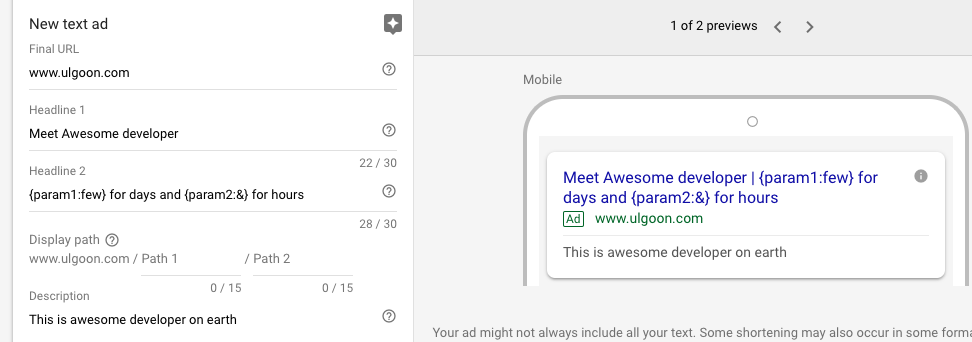 New text ad
Final URL
www.ulgoon.com
Headline 1
Meet Awesome developer
22 / 30
Headline 2
{param1:few} for days and {param2:&} for hours
28 / 30
Display path
www.ulgoon.com / Path 1 / Path 2
0 / 15 0 / 15
Description
This is awesome developer on earth
1 of 2 previews
Mobile
Meet Awesome developer | {param1:few} for
days and {param2:&} for hours
Ad www.ulgoon.com
This is awesome developer on earth
Your ad might not always include all your text. Some shortening may also occur in some forma